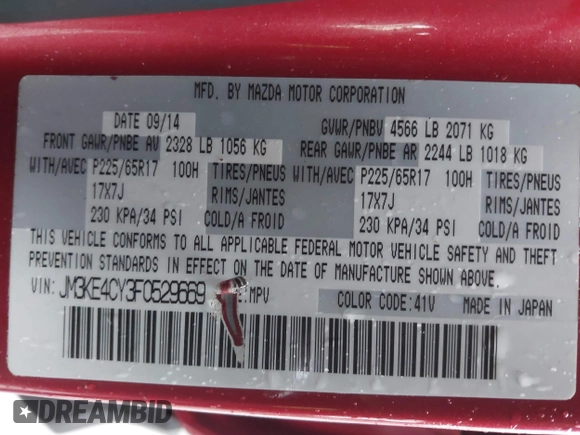 MFD. BY MAZDA MOTOR CORPORATION
DATE 09/14 GVWR/PNBV 4566 LB 2071 KG
FRONT GAWR/PNBE AV 2328 LB 1056 KG REAR GAWR/PNBE AR 2244 LB 1018 KG
WITH/AVEC P225/65R17 100H TIRES/PNEUS P225/65R17 100H TIRES/PNEUS
17X7J RIMS/JANTES 17X7J RIMS/JANTES
230 KPA/34 PSI COLD/A FROID 230 KPA/34 PSI COLD/A FROID
THIS VEHICLE CONFORMS TO ALL APPLICABLE FEDERAL MOTOR VEHICLE SAFETY AND THEFT
PREVENTION STANDARDS IN EFFECT ON THE DATE OF MANUFACTURE SHOWN ABOVE.
VIN: JM3KE4CY3F0529669 :MPV COLOR CODE:41V MADE IN JAPAN
DREAMBID